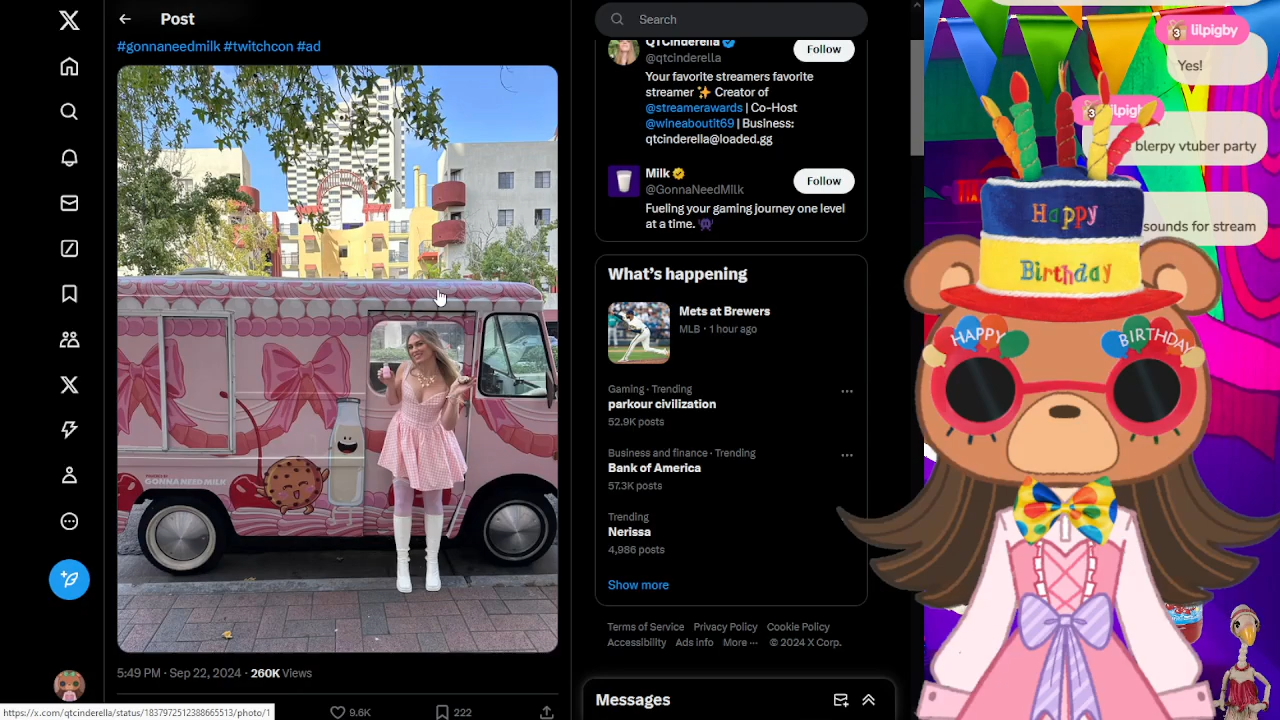 Post
#gonnaneedmilk #twitchcon #ad
GONNA NEED MILK
5:49 PM · Sep 22, 2024 · 260K Views
9.6K
222
https://x.com/qtcinderella/status/1837972512388665513/photo/1
Search
QTCinderella
@qtcinderella
Follow
Your favorite streamers favorite
streamer ✨ Creator of
@streamerawards | Co-Host
@wineaboutit69 | Business:
qtcinderella@loaded.gg
Milk
@GonnaNeedMilk
Follow
Fueling your gaming journey one level
at a time. 👾
What's happening
Mets at Brewers
MLB · 1 hour ago
Gaming · Trending
parkour civilization
52.9K posts
Business and finance · Trending
Bank of America
57.3K posts
Trending
Nerissa
4,986 posts
Show more
Terms of Service Privacy Policy Cookie Policy
Accessibility Ads info More ··· © 2024 X Corp.
Messages
3 lilpigby
Yes!
3 lilpigb
blerpy vtuber party
sounds for stream
Happy
Birthday
HAPPY
BIRTHDAY